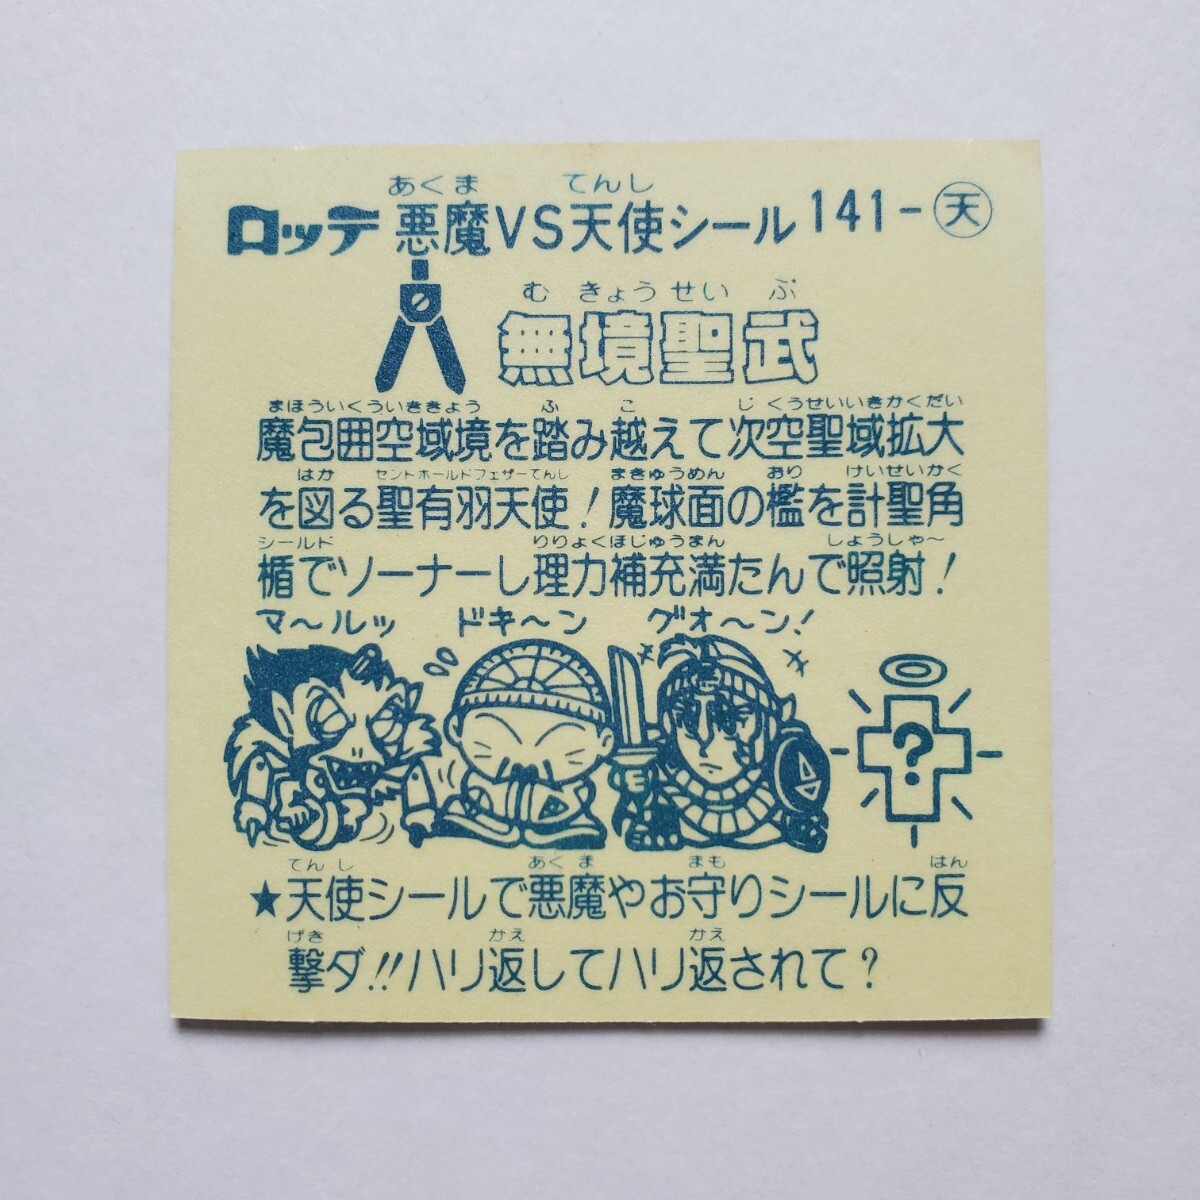 あくま てんし
ロッテ 悪魔VS天使シール 141-天
むきょうせいぶ
無境聖武
まほういくういききょう ふ こ じくうせいいきかくだい
魔包囲空域境を踏み越えて次空聖域拡大
はか セントホールドフェザーてんし まきゅうめん おり けいせいかく
を図る聖有羽天使!魔球面の檻を計聖角
シールド りりょくほじゅうまん しょうしゃ〜
楯でソーナーし理力補充満たんで照射!
マ〜ルッ ドキ〜ン グオ〜ン!
?
てんし あくま まも はん
★天使シールで悪魔やお守りシールに反
げき かえ かえ
撃ダ!!ハリ返してハリ返されて?